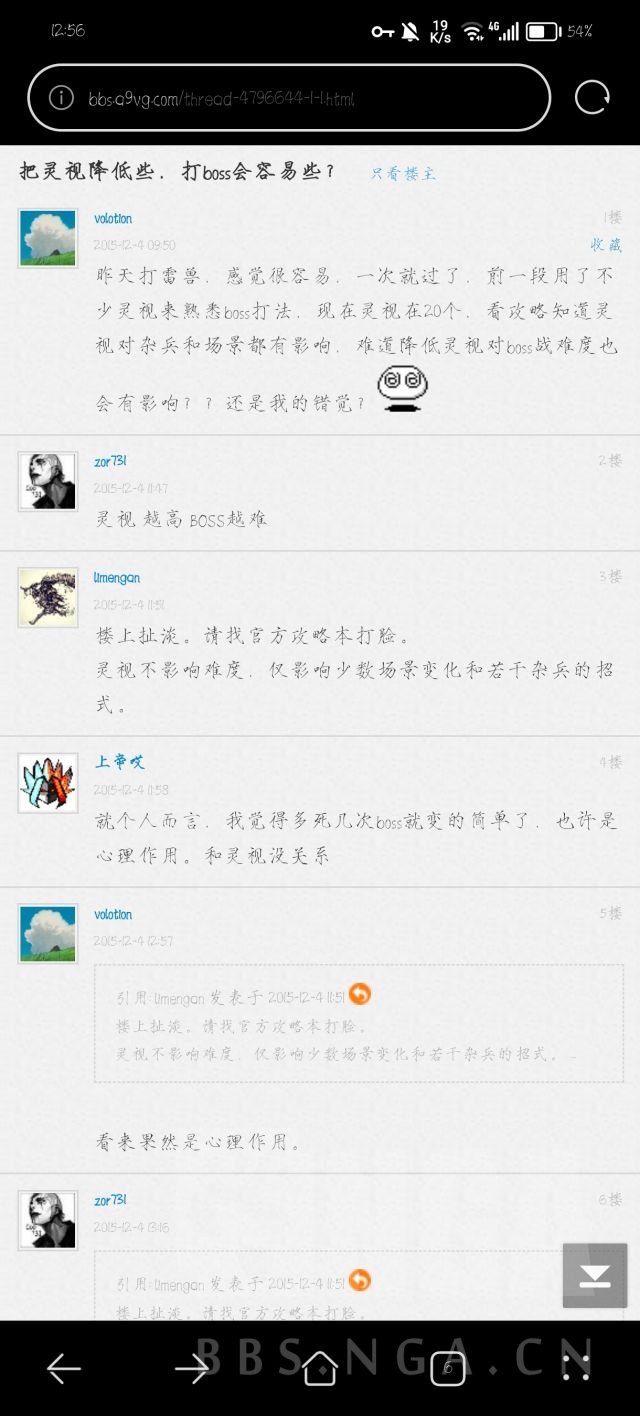 12:56
19
K/s
4G
54%
bbs.a9vg.com/thread-4796644-1-1.html
把灵视降低些，打boss会容易些？ 只看楼主
volotion 1楼
2015-12-4 09:50 收藏
昨天打雷兽，感觉很容易，一次就过了，前一段用了不
少灵视来熟悉boss打法，现在灵视在20个，看攻略知道灵
视对杂兵和场景都有影响，难道降低灵视对boss战难度也
会有影响？？还是我的错觉？
zor731 2楼
2015-12-4 11:47
灵视 越高 BOSS越难
limengan 3楼
2015-12-4 11:51
楼上扯淡。请找官方攻略本打脸。
灵视不影响难度，仅影响少数场景变化和若干杂兵的招
式。
上帝哎 4楼
2015-12-4 11:58
就个人而言，我觉得多死几次boss就变的简单了，也许是
心理作用。和灵视没关系
volotion 5楼
2015-12-4 12:57
引用: limengan 发表于 2015-12-4 11:51
楼上扯淡。请找官方攻略本打脸。
灵视不影响难度，仅影响少数场景变化和若干杂兵的招式。 ..
看来果然是心理作用。
zor731 6楼
2015-12-4 13:16
引用: limengan 发表于 2015-12-4 11:51
楼上扯淡。请找官方攻略本打脸。
BBS.NGA.CN
6